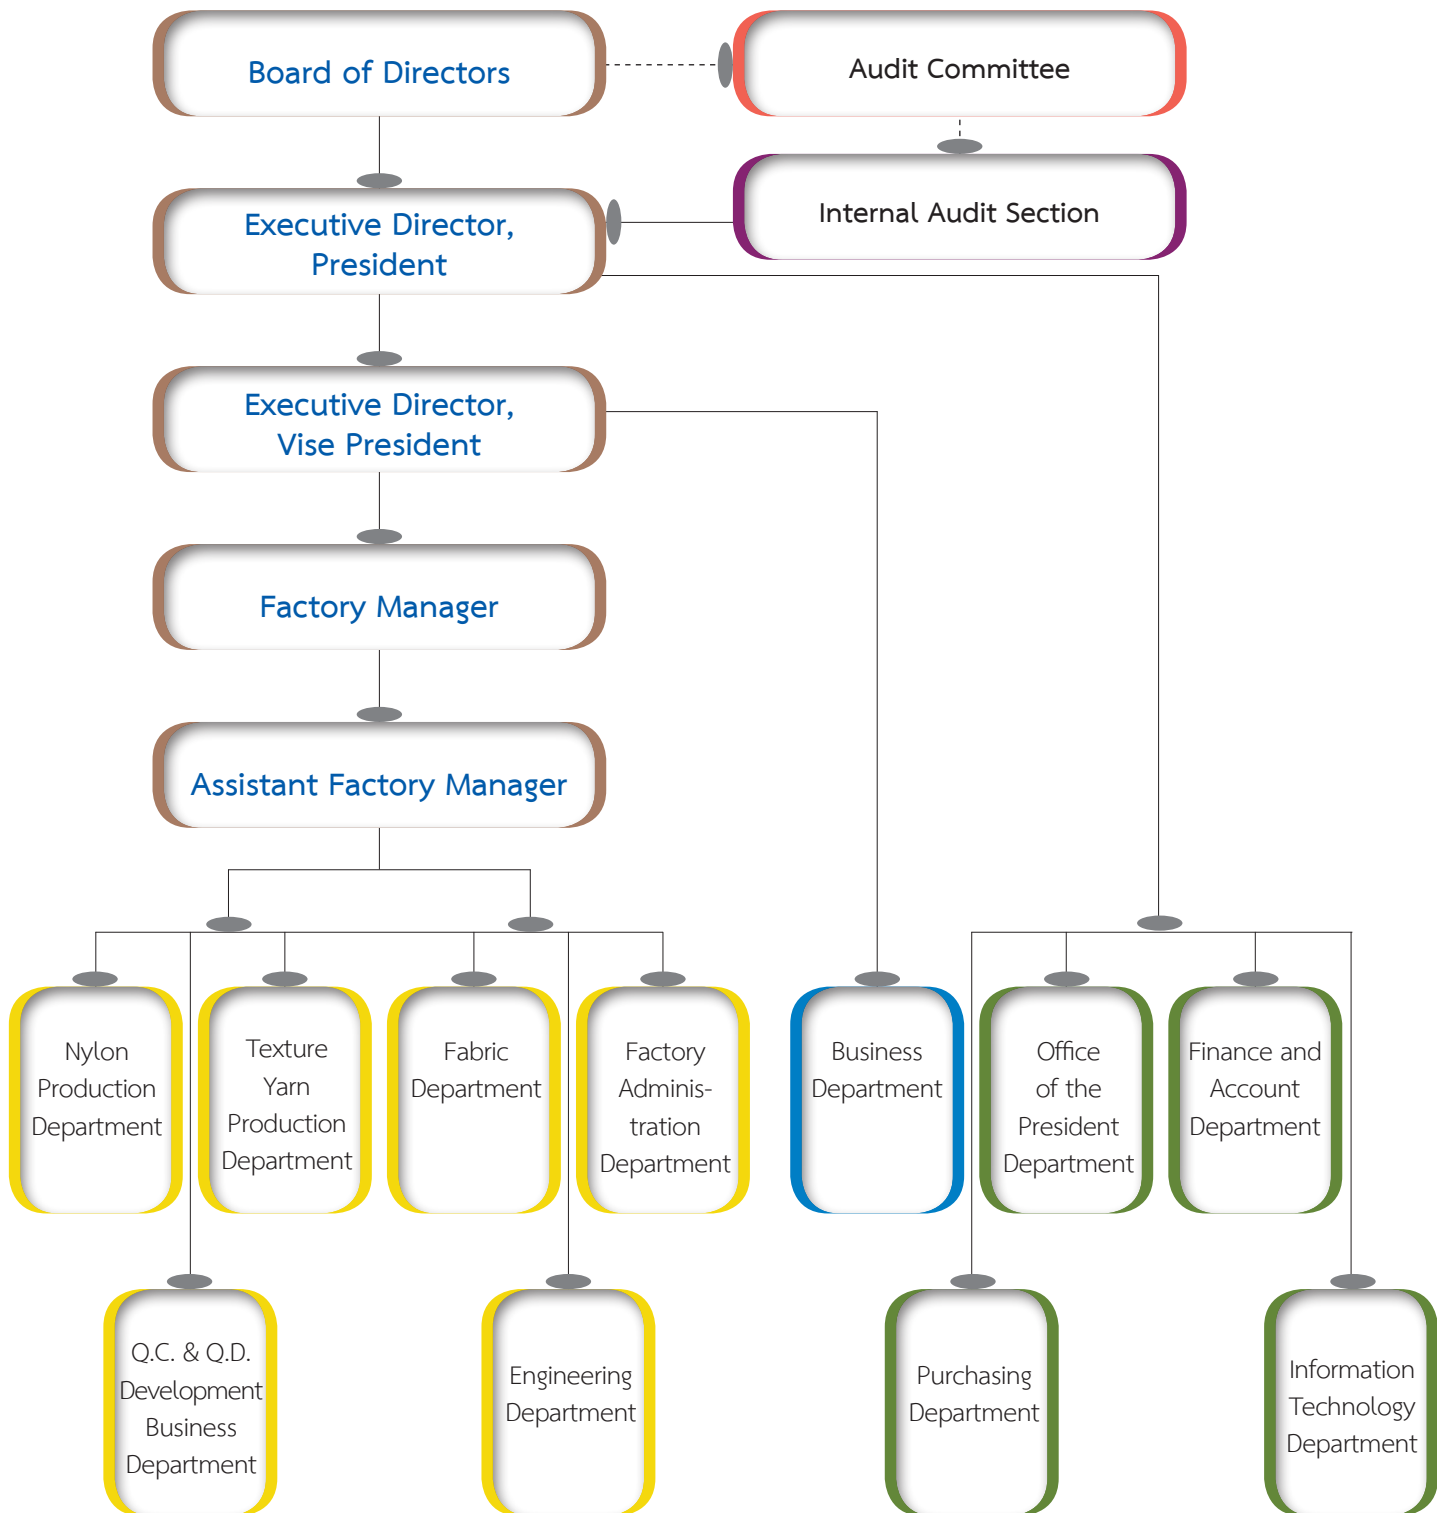 Board of Directors
Audit Committee
Internal Audit Section
Executive Director,
President
Executive Director,
Vise President
Factory Manager
Assistant Factory Manager
Nylon
Production
Department
Texture
Yarn
Production
Department
Fabric
Department
Factory
Adminis-
tration
Department
Business
Department
Office
of the
President
Department
Finance and
Account
Department
Q.C. & Q.D.
Development
Business
Department
Engineering
Department
Purchasing
Department
Information
Technology
Department